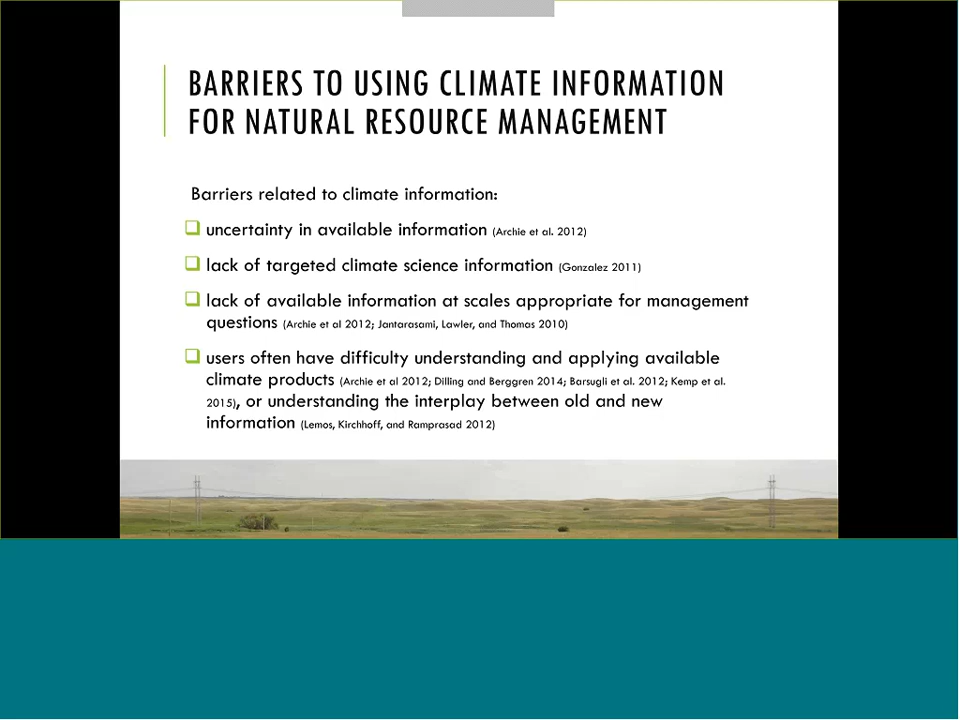 BARRIERS TO USING CLIMATE INFORMATION
FOR NATURAL RESOURCE MANAGEMENT
Barriers related to climate information:
uncertainty in available information (Archie et al. 2012)
lack of targeted climate science information (Gonzalez 2011)
lack of available information at scales appropriate for management
questions (Archie et al 2012; Jantarasami, Lawler, and Thomas 2010)
users often have difficulty understanding and applying available
climate products (Archie et al 2012; Dilling and Berggren 2014; Barsugli et al. 2012; Kemp et al.
2015), or understanding the interplay between old and new
information (Lemos, Kirchhoff, and Ramprasad 2012)